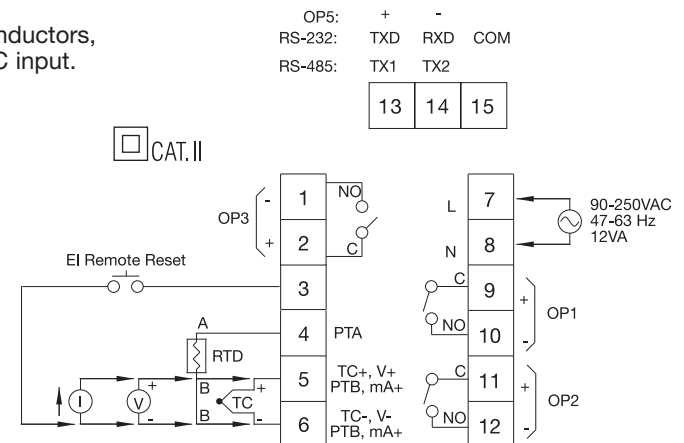 nductors,
C input.
OP5: + -
RS-232: TXD RXD COM
RS-485: TX1 TX2
13 14 15
CAT. II
OP3
-
+
1
2
3
4
5
6
NO
C
EI Remote Reset
A
RTD
B
B
I
V
+
-
TC
+
-
PTA
TC+, V+
PTB, mA+
TC-, V-
PTB, mA+
L
N
7
8
9
10
11
12
90-250VAC
47-63 Hz
12VA
C
NO
+
-
OP1
C
NO
+
-
OP2